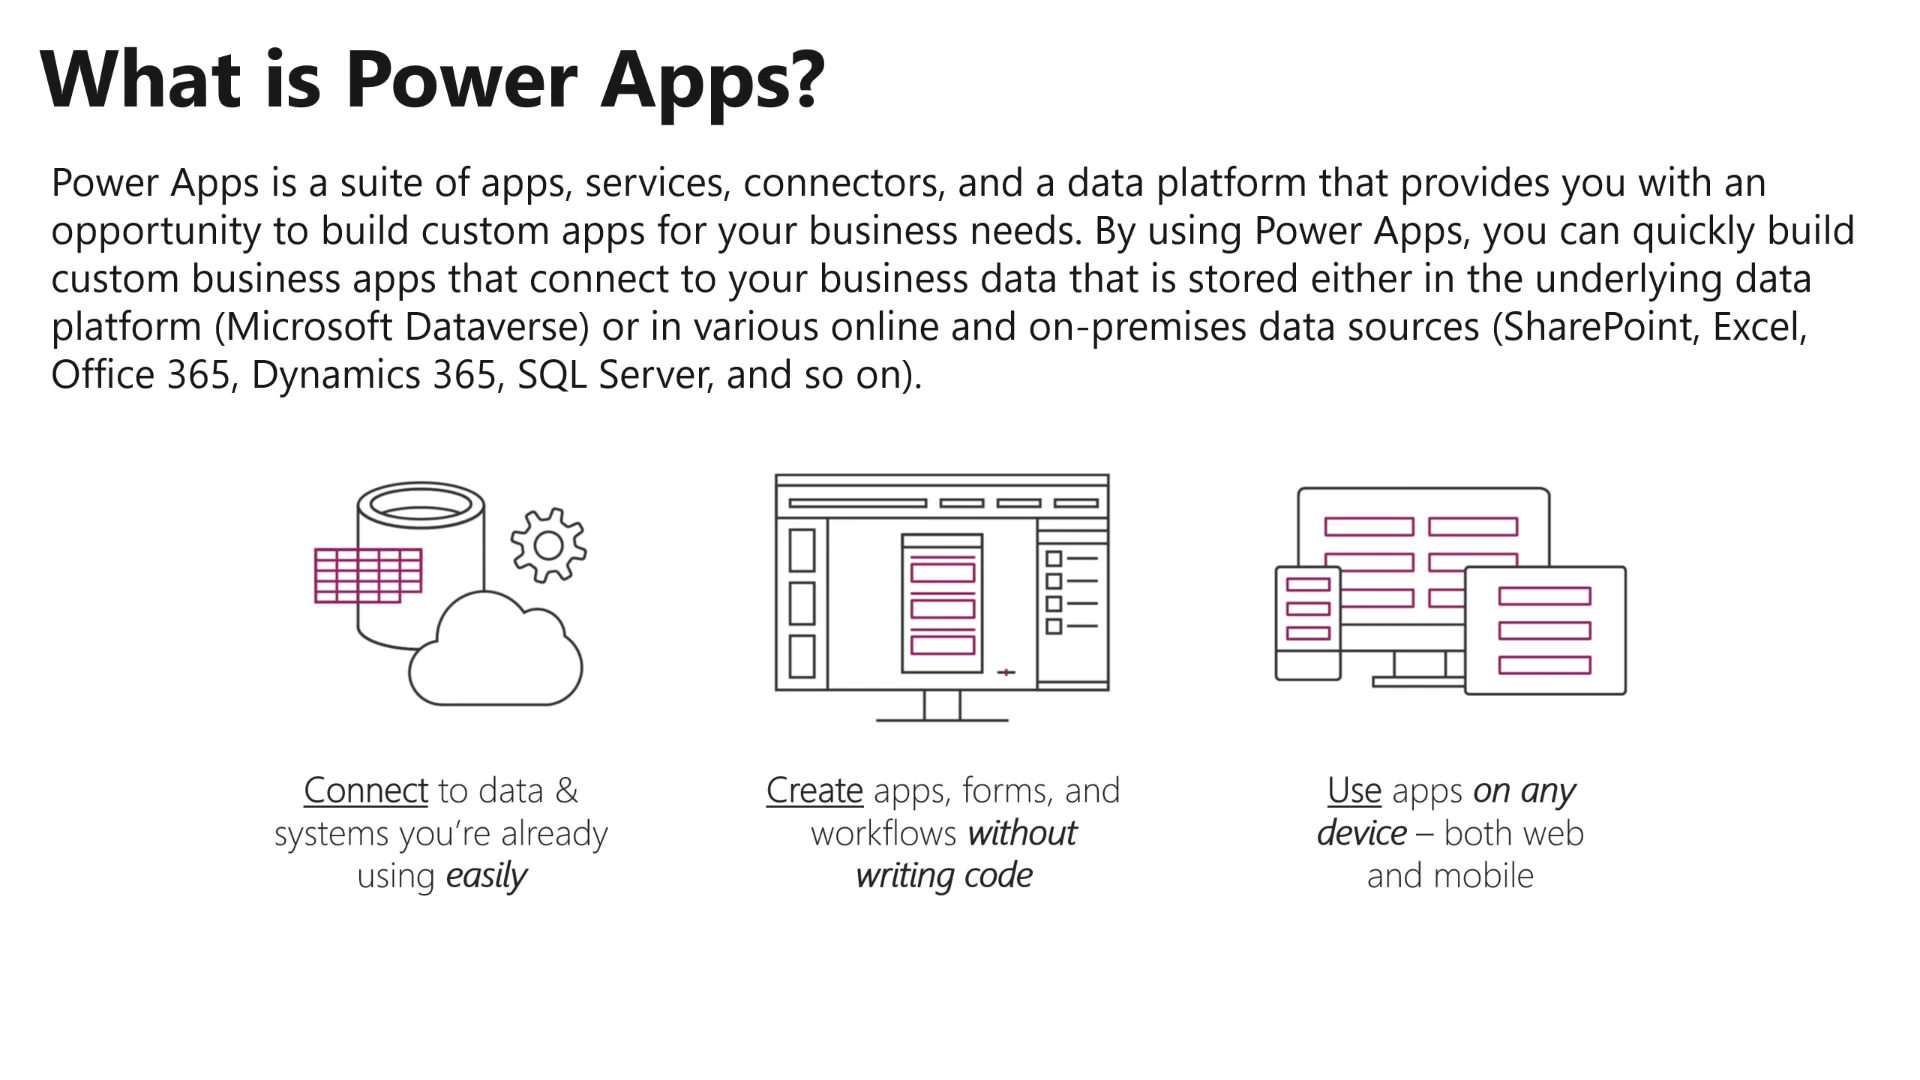 What is Power Apps?
Power Apps is a suite of apps, services, connectors, and a data platform that provides you with an
opportunity to build custom apps for your business needs. By using Power Apps, you can quickly build
custom business apps that connect to your business data that is stored either in the underlying data
platform (Microsoft Dataverse) or in various online and on-premises data sources (SharePoint, Excel,
Office 365, Dynamics 365, SQL Server, and so on).
Connect to data &
systems you’re already
using easily
Create apps, forms, and
workflows without
writing code
Use apps on any
device – both web
and mobile